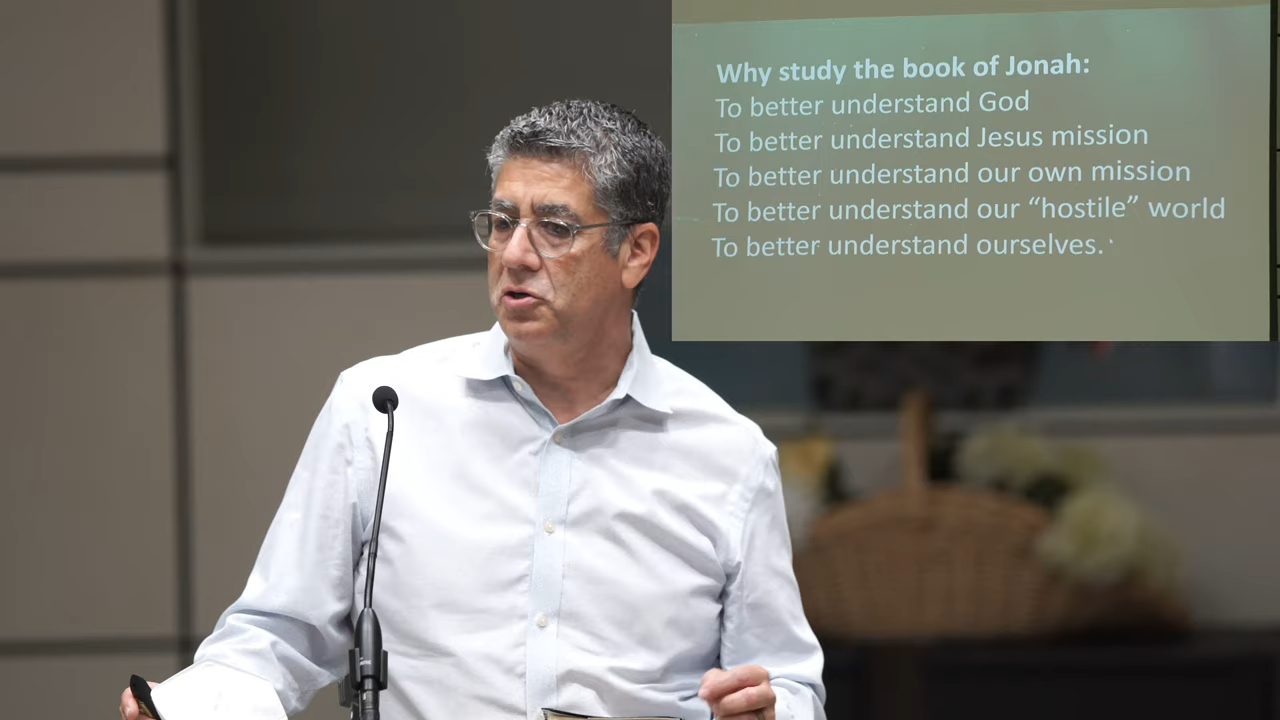 Why study the book of Jonah:
To better understand God
To better understand Jesus mission
To better understand our own mission
To better understand our “hostile” world
To better understand ourselves.